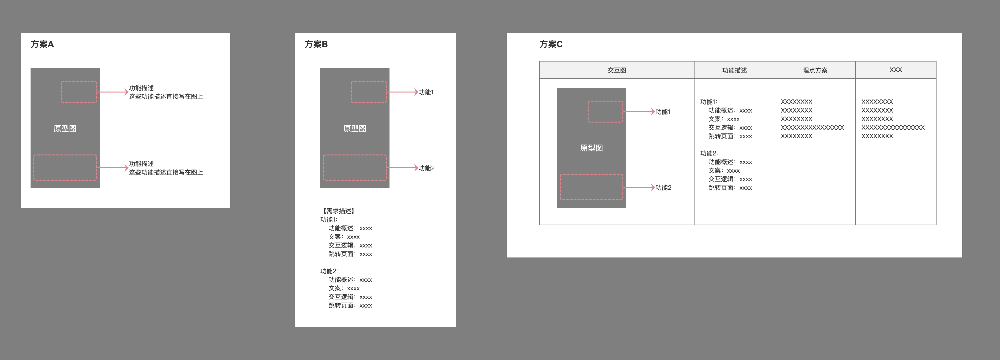 方案A
功能描述
这些功能描述直接写在图上
原型图
功能描述
这些功能描述直接写在图上
方案B
功能1
原型图
功能2
【需求描述】
功能1：
功能概述：xxxx
文案：xxxx
交互逻辑：xxxx
跳转页面：xxxx
功能2：
功能概述：xxxx
文案：xxxx
交互逻辑：xxxx
跳转页面：xxxx
方案C
交互图
功能描述
埋点方案
XXX
功能1
原型图
功能2
功能1：
功能概述：xxxx
文案：xxxx
交互逻辑：xxxx
跳转页面：xxxx
功能2：
功能概述：xxxx
文案：xxxx
交互逻辑：xxxx
跳转页面：xxxx
XXXXXXXX
XXXXXXXX
XXXXXXXX
XXXXXXXXXXXXXXXX
XXXXXXXX
XXXXXXXX
XXXXXXXX
XXXXXXXX
XXXXXXXXXXXXXXXX
XXXXXXXX